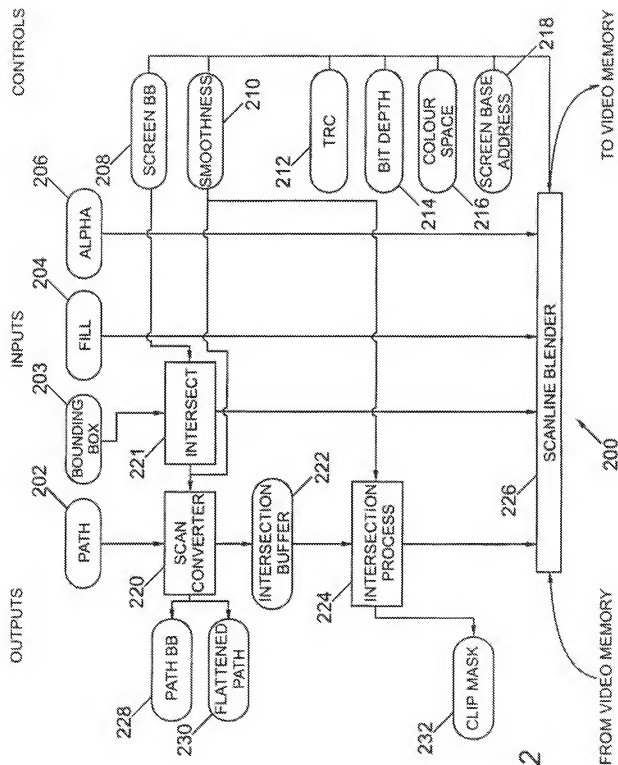 OUTPUTS
INPUTS
CONTROLS
202
203
204
206
208
PATH
BOUNDING
BOX
FILL
ALPHA
SCREEN BB
SMOOTHNESS
210
221
INTERSECT
220
SCAN
CONVERTER
228
PATH BB
230
FLATTENED
PATH
222
INTERSECTION
BUFFER
212
TRC
214
BIT DEPTH
216
COLOUR
SPACE
218
SCREEN BASE
ADDRESS
224
INTERSECTION
PROCESS
232
CLIP MASK
226
SCANLINE BLENDER
200
2
FROM VIDEO MEMORY
TO VIDEO MEMORY